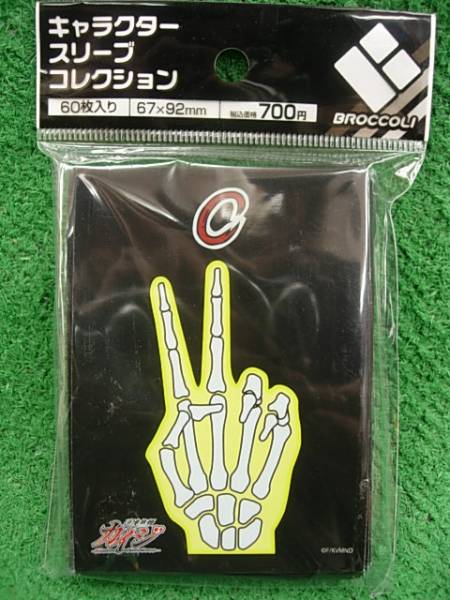 キャラクター
スリーブ
コレクション
60枚入り 67×92mm 税込価格 700円
BROCCOLI
C
©F/KVMND